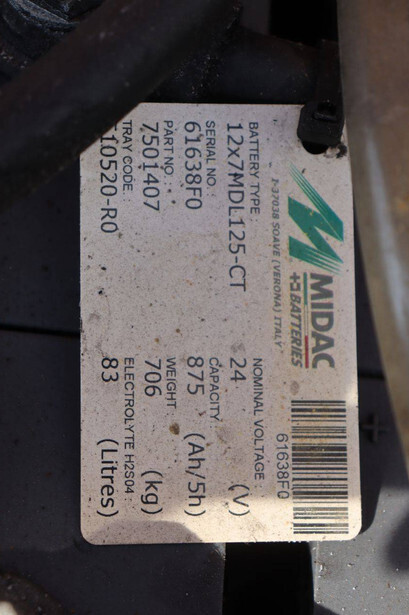 MIDAC
BATTERIES
I-37038 SOAVE (VERONA) ITALY
61638F0
BATTERY TYPE : NOMINAL VOLTAGE :
12x7MDL125-CT 24 (V)
SERIAL NO. : CAPACITY
61638F0 875 (Ah/5h)
PART NO. : WEIGHT
7501407 706 (kg)
TRAY CODE : ELECTROLYTE H2S04 :
10520-R0 83 (Litres)
+